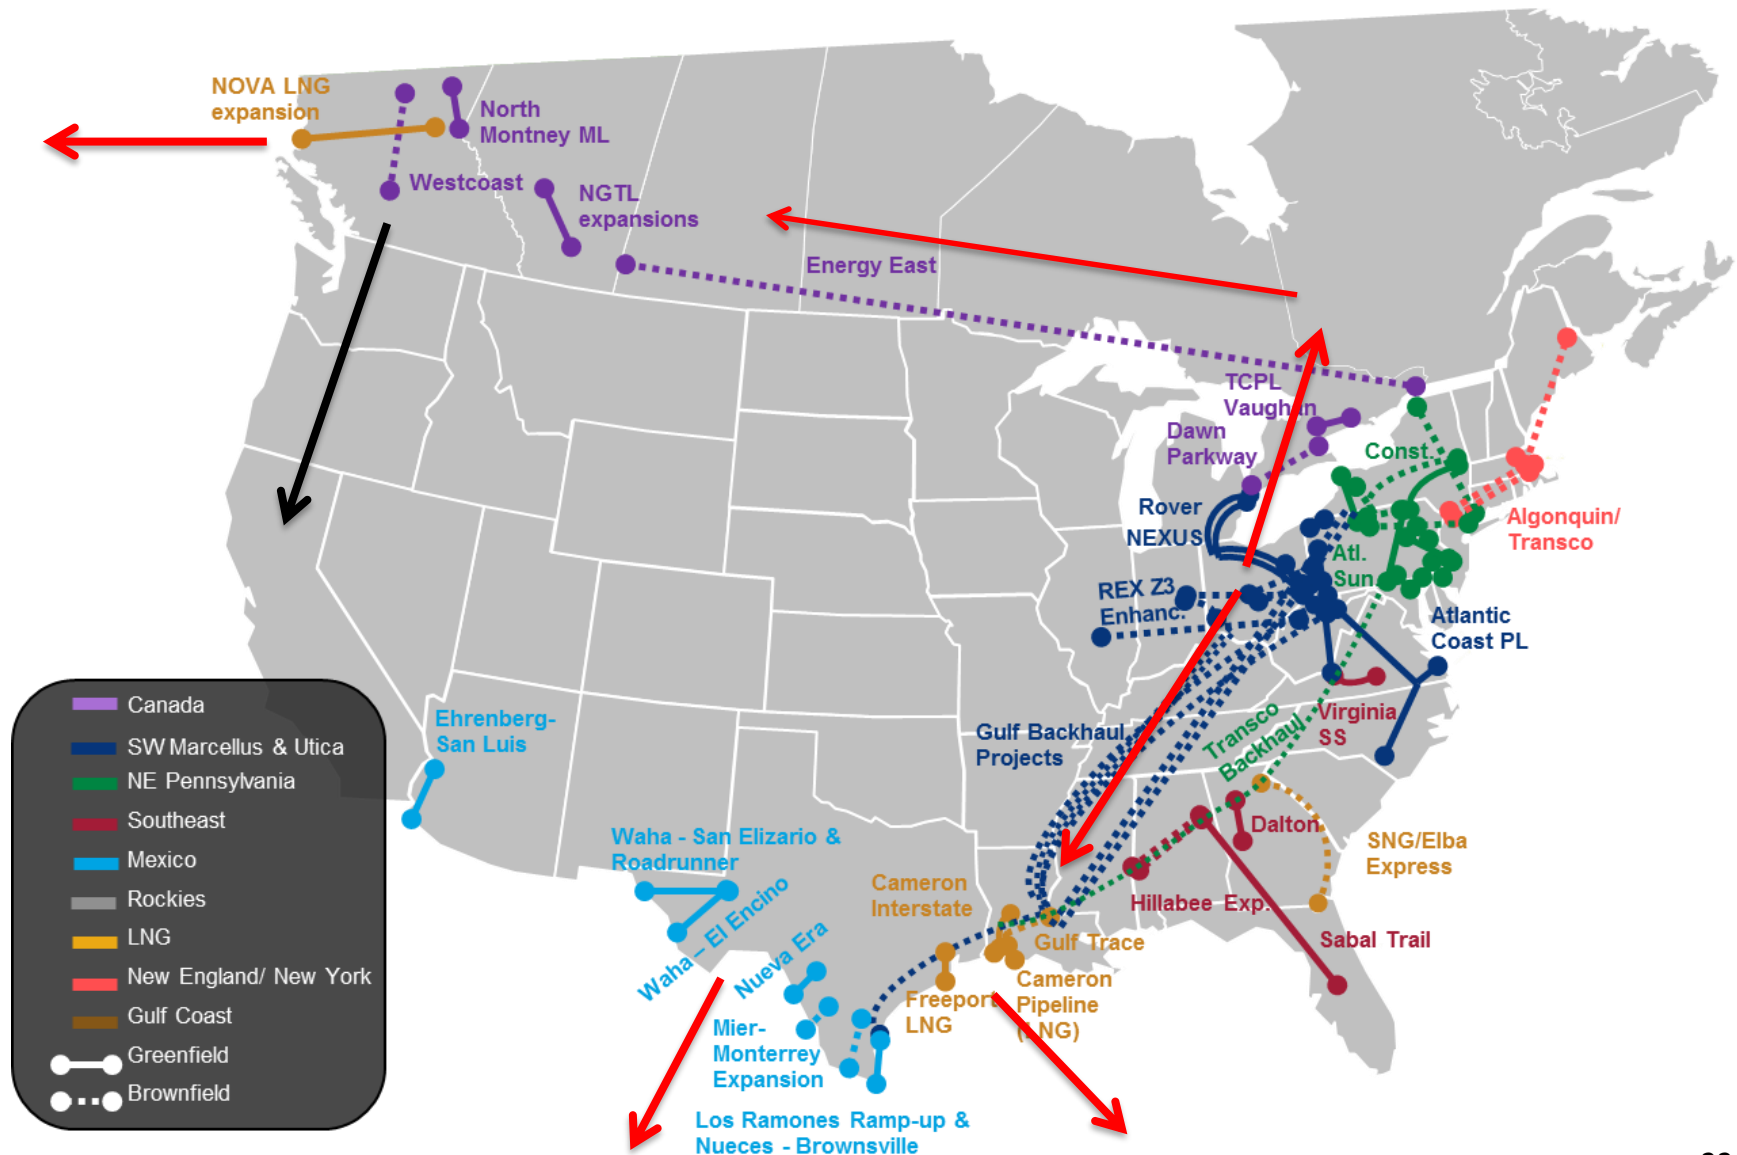 NOVA LNG
expansion
North
Montney ML
Westcoast
NGTL
expansions
Energy East
TCPL
Vaughan
Dawn
Parkway
Const.
Rover
NEXUS
Algonquin/
Transco
Atl.
Sun
REX Z3
Enhanc.
Atlantic
Coast PL
Virginia
SS
Transco
Backhaul
Gulf Backhaul
Projects
Ehrenberg-
San Luis
Canada
SW Marcellus & Utica
NE Pennsylvania
Southeast
Mexico
Rockies
LNG
New England/ New York
Gulf Coast
Greenfield
Brownfield
Waha - San Elizario &
Roadrunner
Waha – El Encino
Nueva Era
Cameron
Interstate
Dalton
SNG/Elba
Express
Hillabee Exp.
Sabal Trail
Gulf Trace
Cameron
Pipeline
(LNG)
Freeport
LNG
Mier-
Monterrey
Expansion
Los Ramones Ramp-up &
Nueces - Brownsville